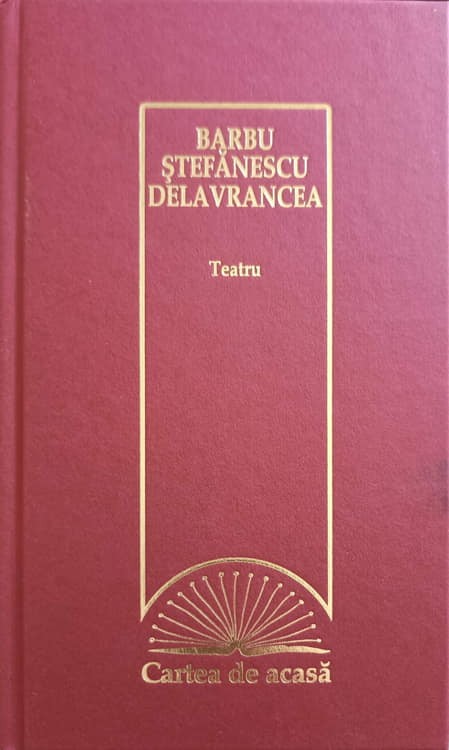 BARBU
ŞTEFĂNESCU
DELAVRANCEA
Teatru
Cartea de acasă